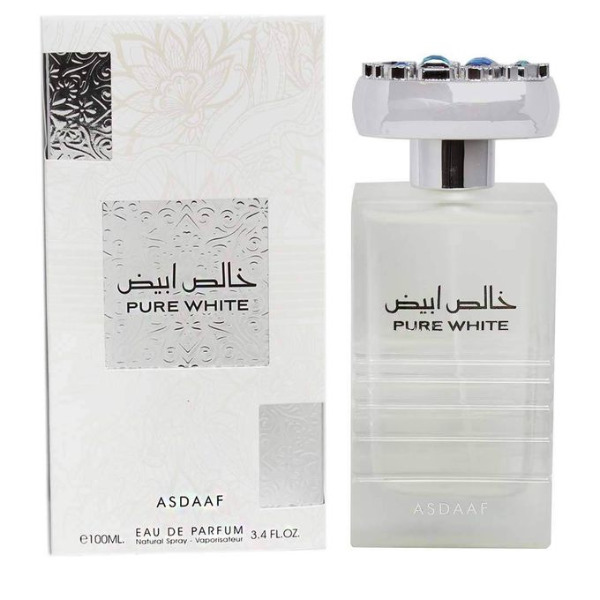 خالص ابيض
PURE WHITE
ASDAAF
℮100ML. EAU DE PARFUM 3.4 FL.OZ.
Natural Spray - Vaporisateur
خالص ابيض
PURE WHITE
ASDAAF